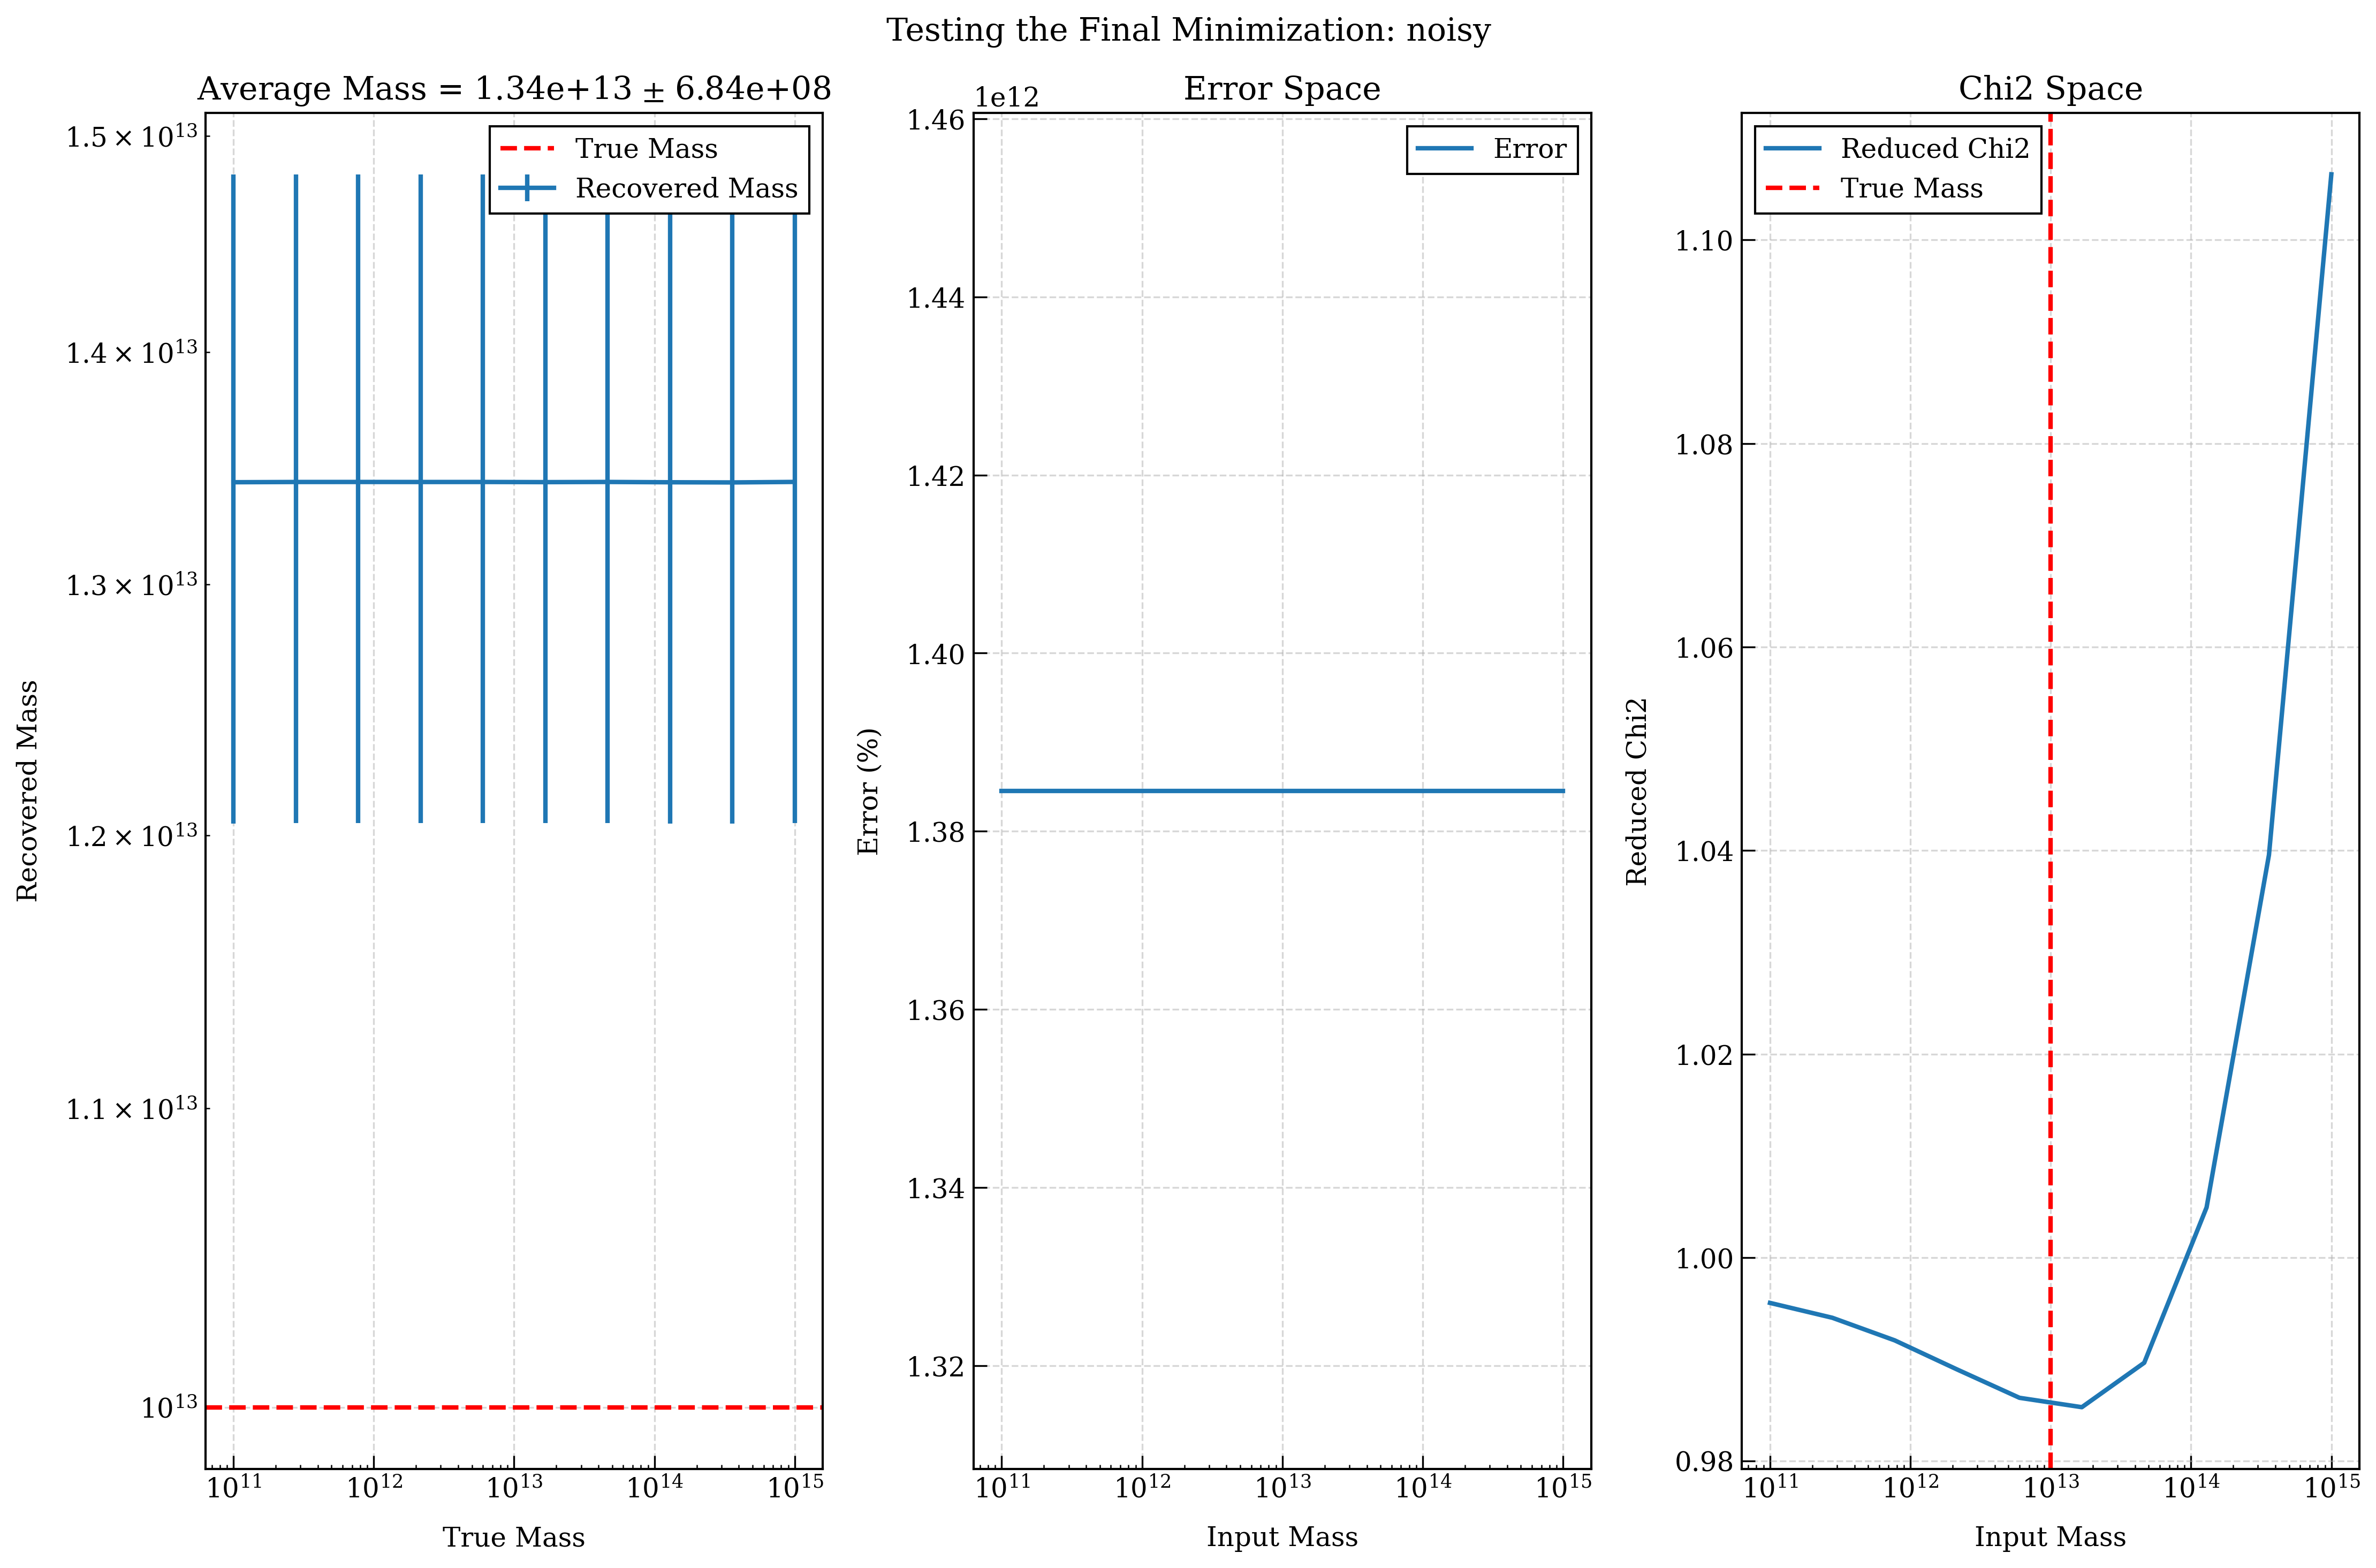 Testing the Final Minimization: noisy
Average Mass = 1.34e+13 ± 6.84e+08
True Mass
Recovered Mass
1.5 × 10¹³
1.4 × 10¹³
1.3 × 10¹³
1.2 × 10¹³
1.1 × 10¹³
10¹³
Recovered Mass
10¹¹ 10¹² 10¹³ 10¹⁴ 10¹⁵
True Mass
Error Space
1e12
Error
1.46
1.44
1.42
1.40
1.38
1.36
1.34
1.32
Error (%)
10¹¹ 10¹² 10¹³ 10¹⁴ 10¹⁵
Input Mass
Chi2 Space
Reduced Chi2
True Mass
1.10
1.08
1.06
1.04
1.02
1.00
0.98
Reduced Chi2
10¹¹ 10¹² 10¹³ 10¹⁴ 10¹⁵
Input Mass